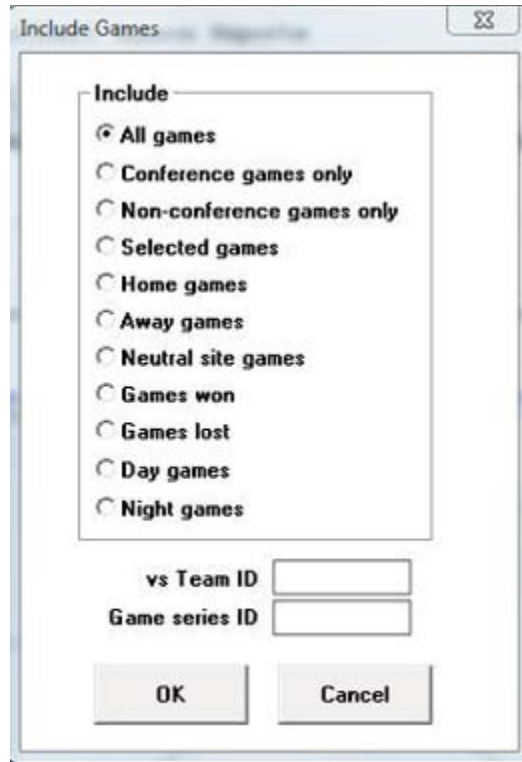 Include Games
Include
All games
Conference games only
Non-conference games only
Selected games
Home games
Away games
Neutral site games
Games won
Games lost
Day games
Night games
vs Team ID
Game series ID
OK
Cancel